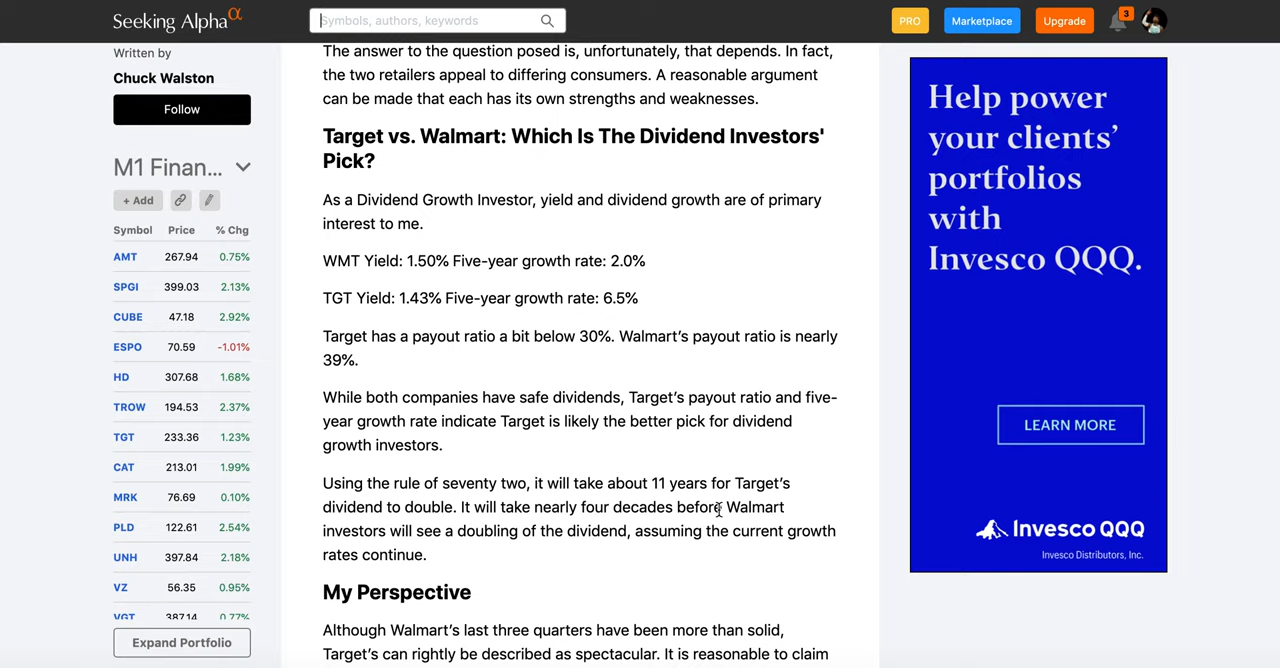 Seeking Alpha α
Symbols, authors, keywords
PRO
Marketplace
Upgrade
3
Written by
Chuck Walston
Follow
M1 Finan...
+ Add
Symbol Price % Chg
AMT 267.94 0.75%
SPGI 399.03 2.13%
CUBE 47.18 2.92%
ESPO 70.59 -1.01%
HD 307.68 1.68%
TROW 194.53 2.37%
TGT 233.36 1.23%
CAT 213.01 1.99%
MRK 76.69 0.10%
PLD 122.61 2.54%
UNH 397.84 2.18%
VZ 56.35 0.95%
VGT 387.14 0.77%
Expand Portfolio
The answer to the question posed is, unfortunately, that depends. In fact,
the two retailers appeal to differing consumers. A reasonable argument
can be made that each has its own strengths and weaknesses.
Target vs. Walmart: Which Is The Dividend Investors'
Pick?
As a Dividend Growth Investor, yield and dividend growth are of primary
interest to me.
WMT Yield: 1.50% Five-year growth rate: 2.0%
TGT Yield: 1.43% Five-year growth rate: 6.5%
Target has a payout ratio a bit below 30%. Walmart's payout ratio is nearly
39%.
While both companies have safe dividends, Target's payout ratio and five-
year growth rate indicate Target is likely the better pick for dividend
growth investors.
Using the rule of seventy two, it will take about 11 years for Target's
dividend to double. It will take nearly four decades before Walmart
investors will see a doubling of the dividend, assuming the current growth
rates continue.
My Perspective
Although Walmart's last three quarters have been more than solid,
Target's can rightly be described as spectacular. It is reasonable to claim
Help power
your clients'
portfolios
with
Invesco QQQ.
LEARN MORE
Invesco QQQ
Invesco Distributors, Inc.